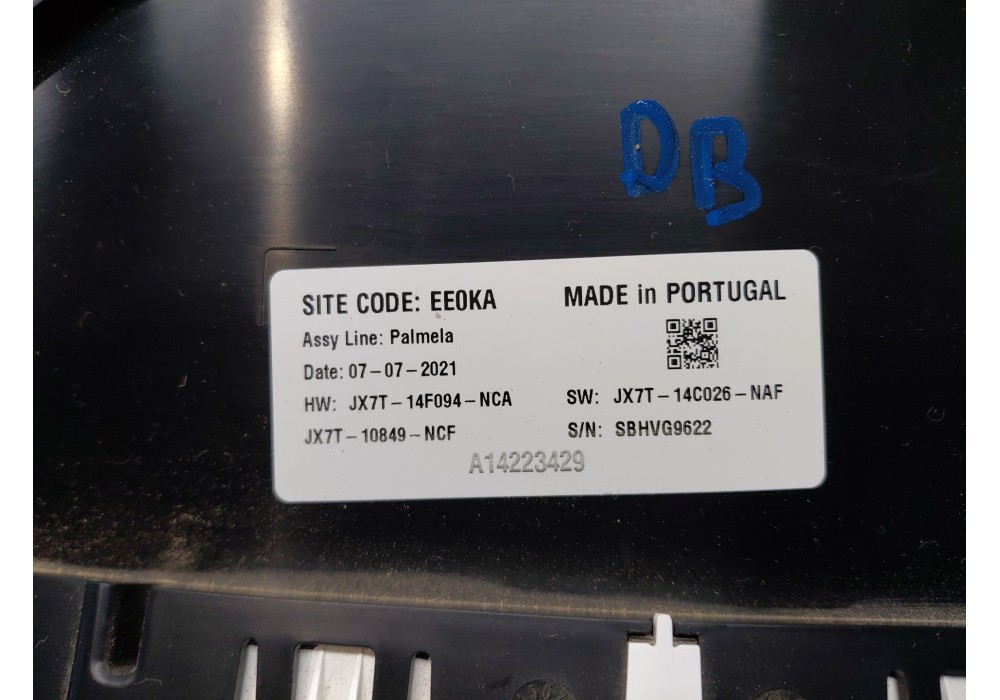 DB
SITE CODE: EE0KA
MADE in PORTUGAL
Assy Line: Palmela
Date: 07-07-2021
HW: JX7T-14F094-NCA
SW: JX7T-14C026-NAF
JX7T-10849-NCF
S/N: SBHVG9622
A14223429